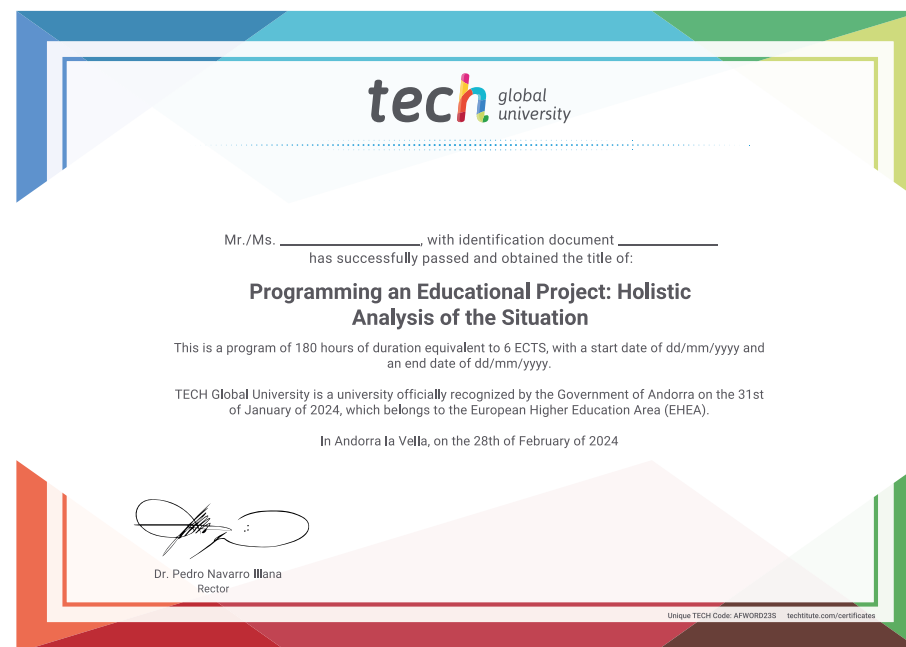 tech global
university
Mr./Ms. ____________, with identification document ____________
has successfully passed and obtained the title of:
Programming an Educational Project: Holistic
Analysis of the Situation
This is a program of 180 hours of duration equivalent to 6 ECTS, with a start date of dd/mm/yyyy and
an end date of dd/mm/yyyy.
TECH Global University is a university officially recognized by the Government of Andorra on the 31st
of January of 2024, which belongs to the European Higher Education Area (EHEA).
In Andorra la Vella, on the 28th of February of 2024
Dr. Pedro Navarro Illana
Rector
Unique TECH Code: AFWORD23S techtitute.com/certificates